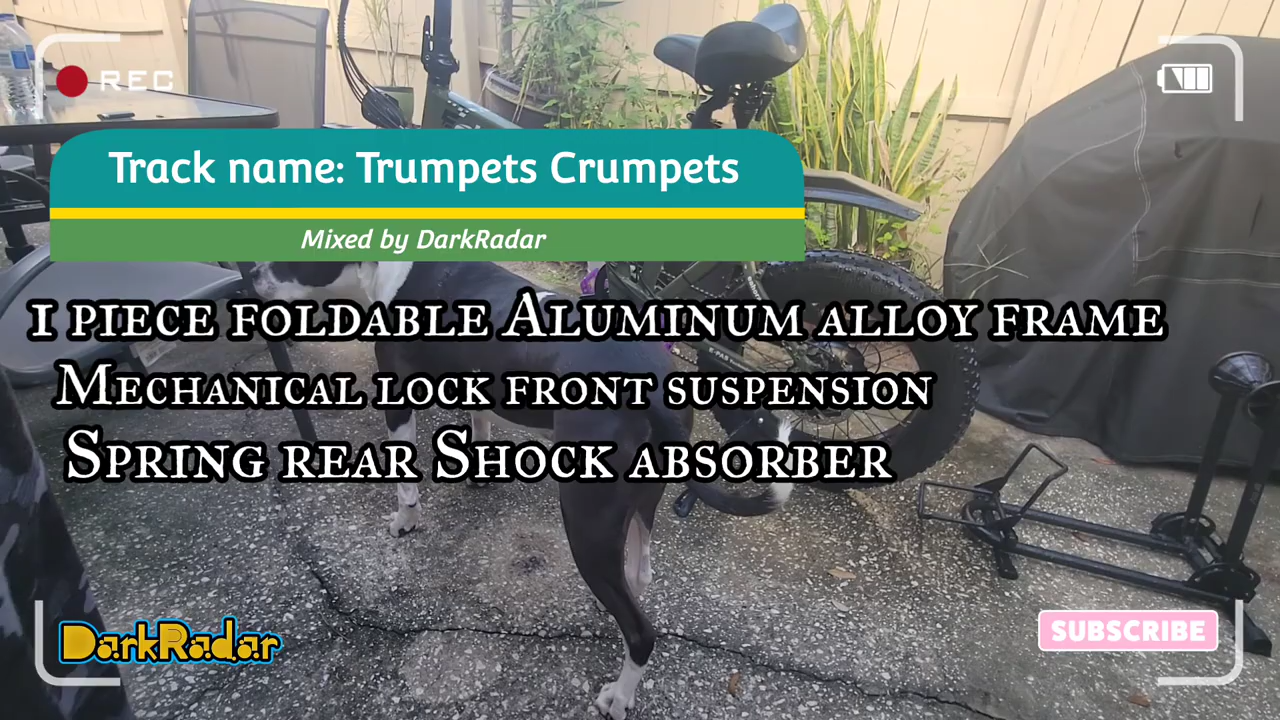 REC
Track name: Trumpets Crumpets
Mixed by DarkRadar
1 piece foldable Aluminum alloy frame
Mechanical lock front suspension
Spring rear Shock absorber
DarkRadar
SUBSCRIBE